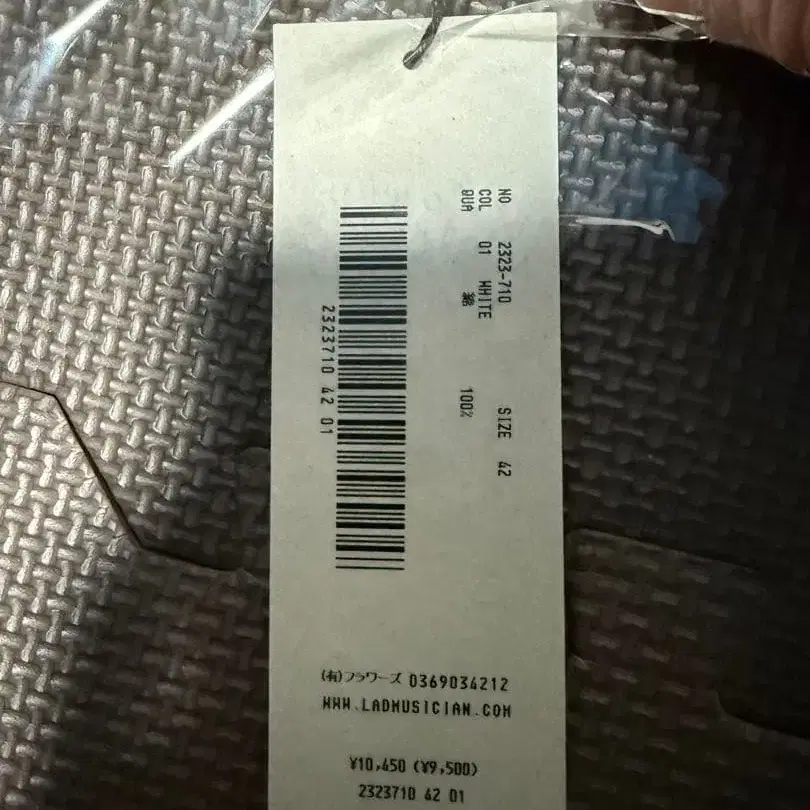 NO 2323-710 SIZE 42
COL 01 WHITE
QUA 綿 100%
2323710 42 01
(有)フラワーズ 0369034212
WWW.LADMUSICIAN.COM
¥10,450 (¥9,500)
2323710 42 01